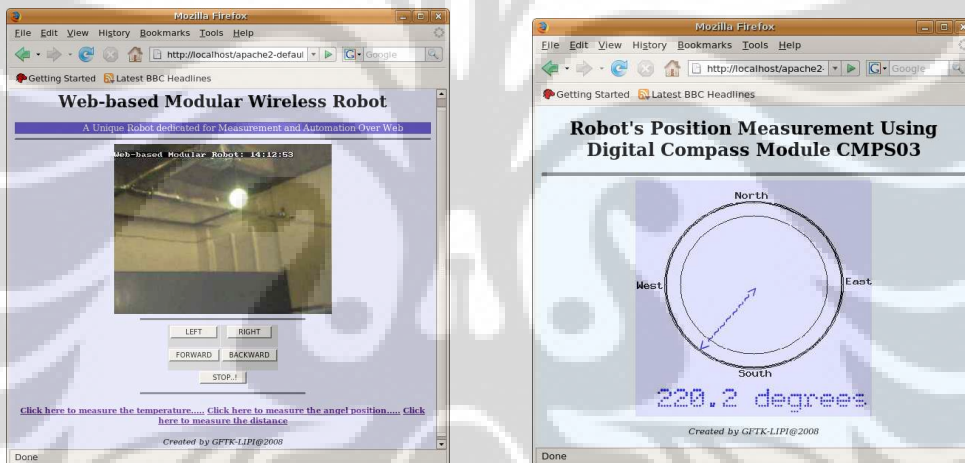 Mozilla Firefox
File Edit View History Bookmarks Tools Help
http://localhost/apache2-defaul Google
Getting Started Latest BBC Headlines
Web-based Modular Wireless Robot
A Unique Robot dedicated for Measurement and Automation Over Web
Web-based Modular Robot: 14:12:53
LEFT RIGHT
FORWARD BACKWARD
STOP..!
Click here to measure the temperature..... Click here to measure the angel position..... Click
here to measure the distance
Created by GFTK-LIPI@2008
Done
Mozilla Firefox
File Edit View History Bookmarks Tools Help
http://localhost/apache2- Google
Getting Started Latest BBC Headlines
Robot's Position Measurement Using
Digital Compass Module CMPS03
North
West East
South
220.2 degrees
Created by GFTK-LIPI@2008
Done